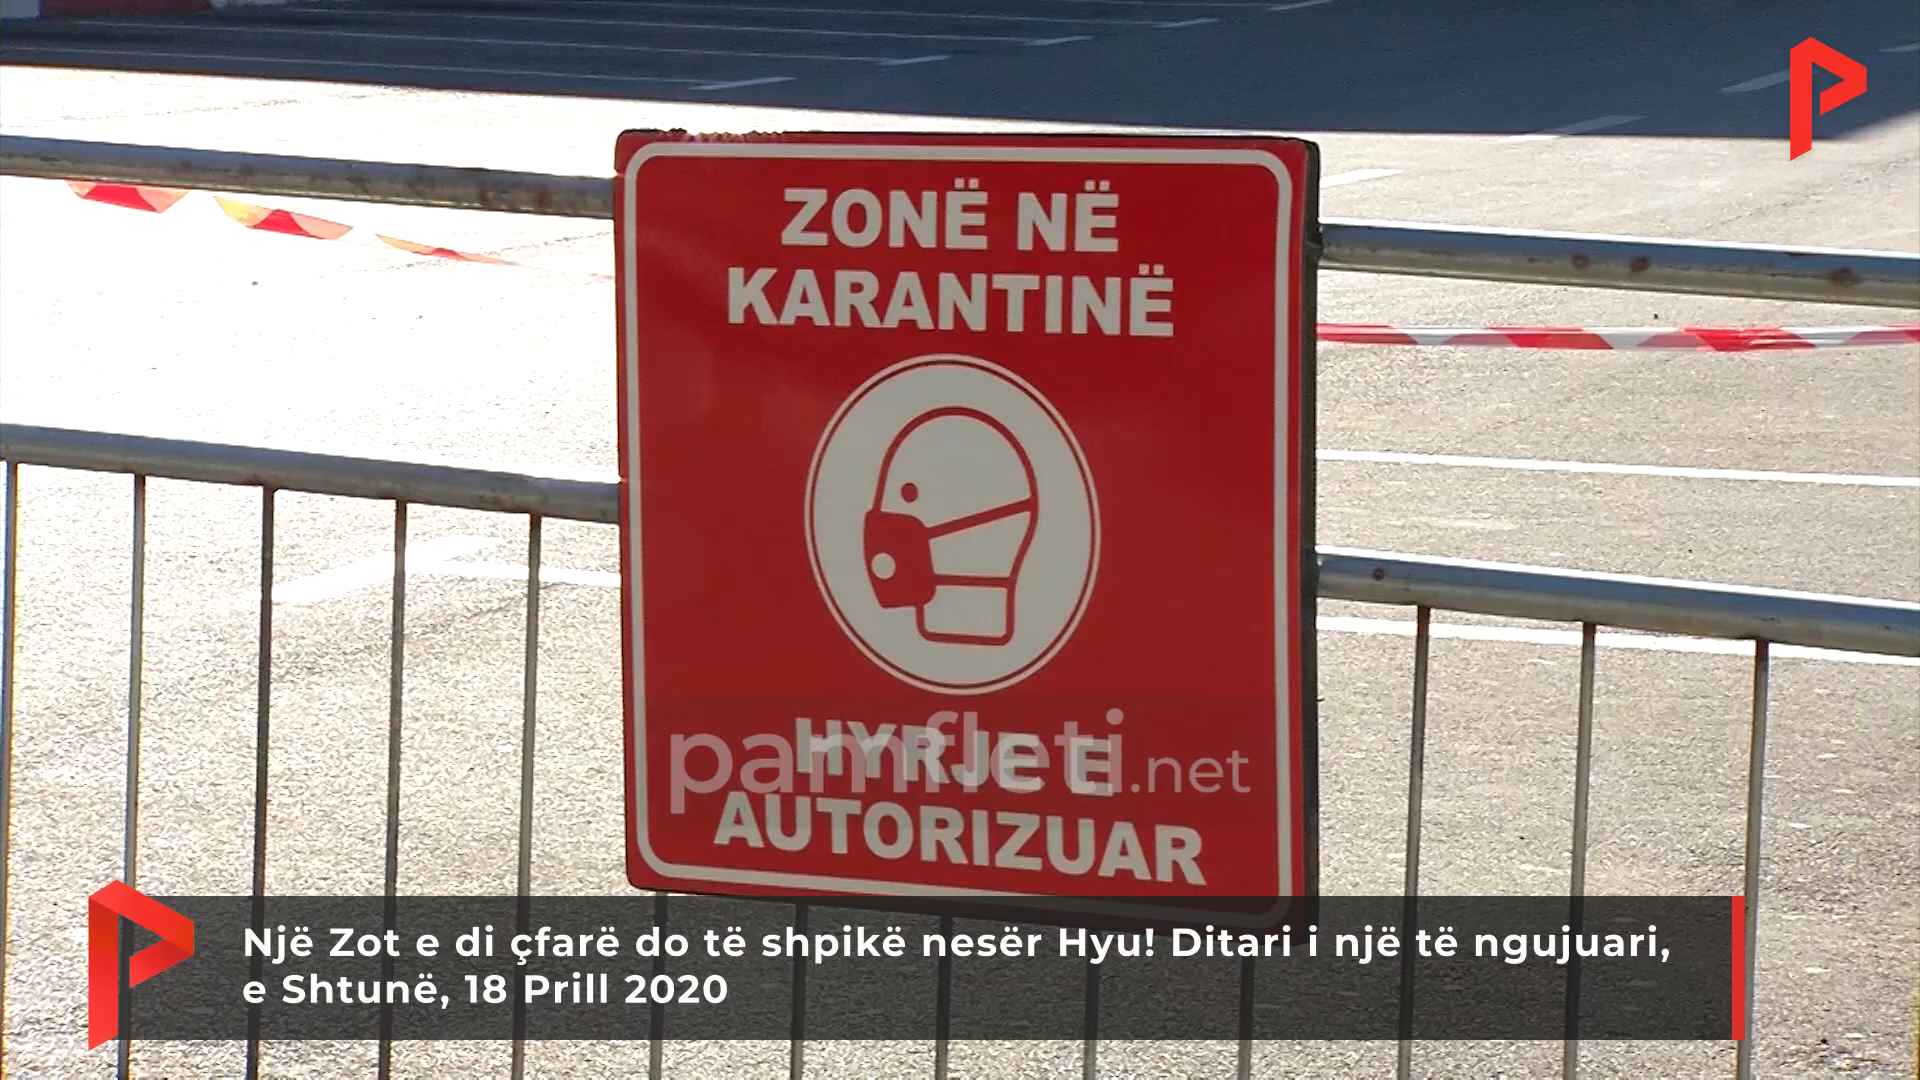 ZONË NË
KARANTINË
HYRJE E
AUTORIZUAR
pamfleti.net
Një Zot e di çfarë do të shpikë nesër Hyu! Ditari i një të ngujuari,
e Shtunë, 18 Prill 2020